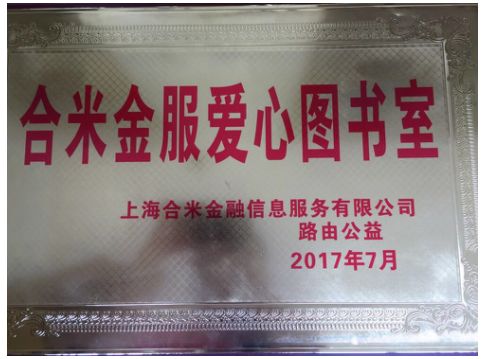 合米金服爱心图书室
上海合米金融信息服务有限公司
路由公益
2017年7月